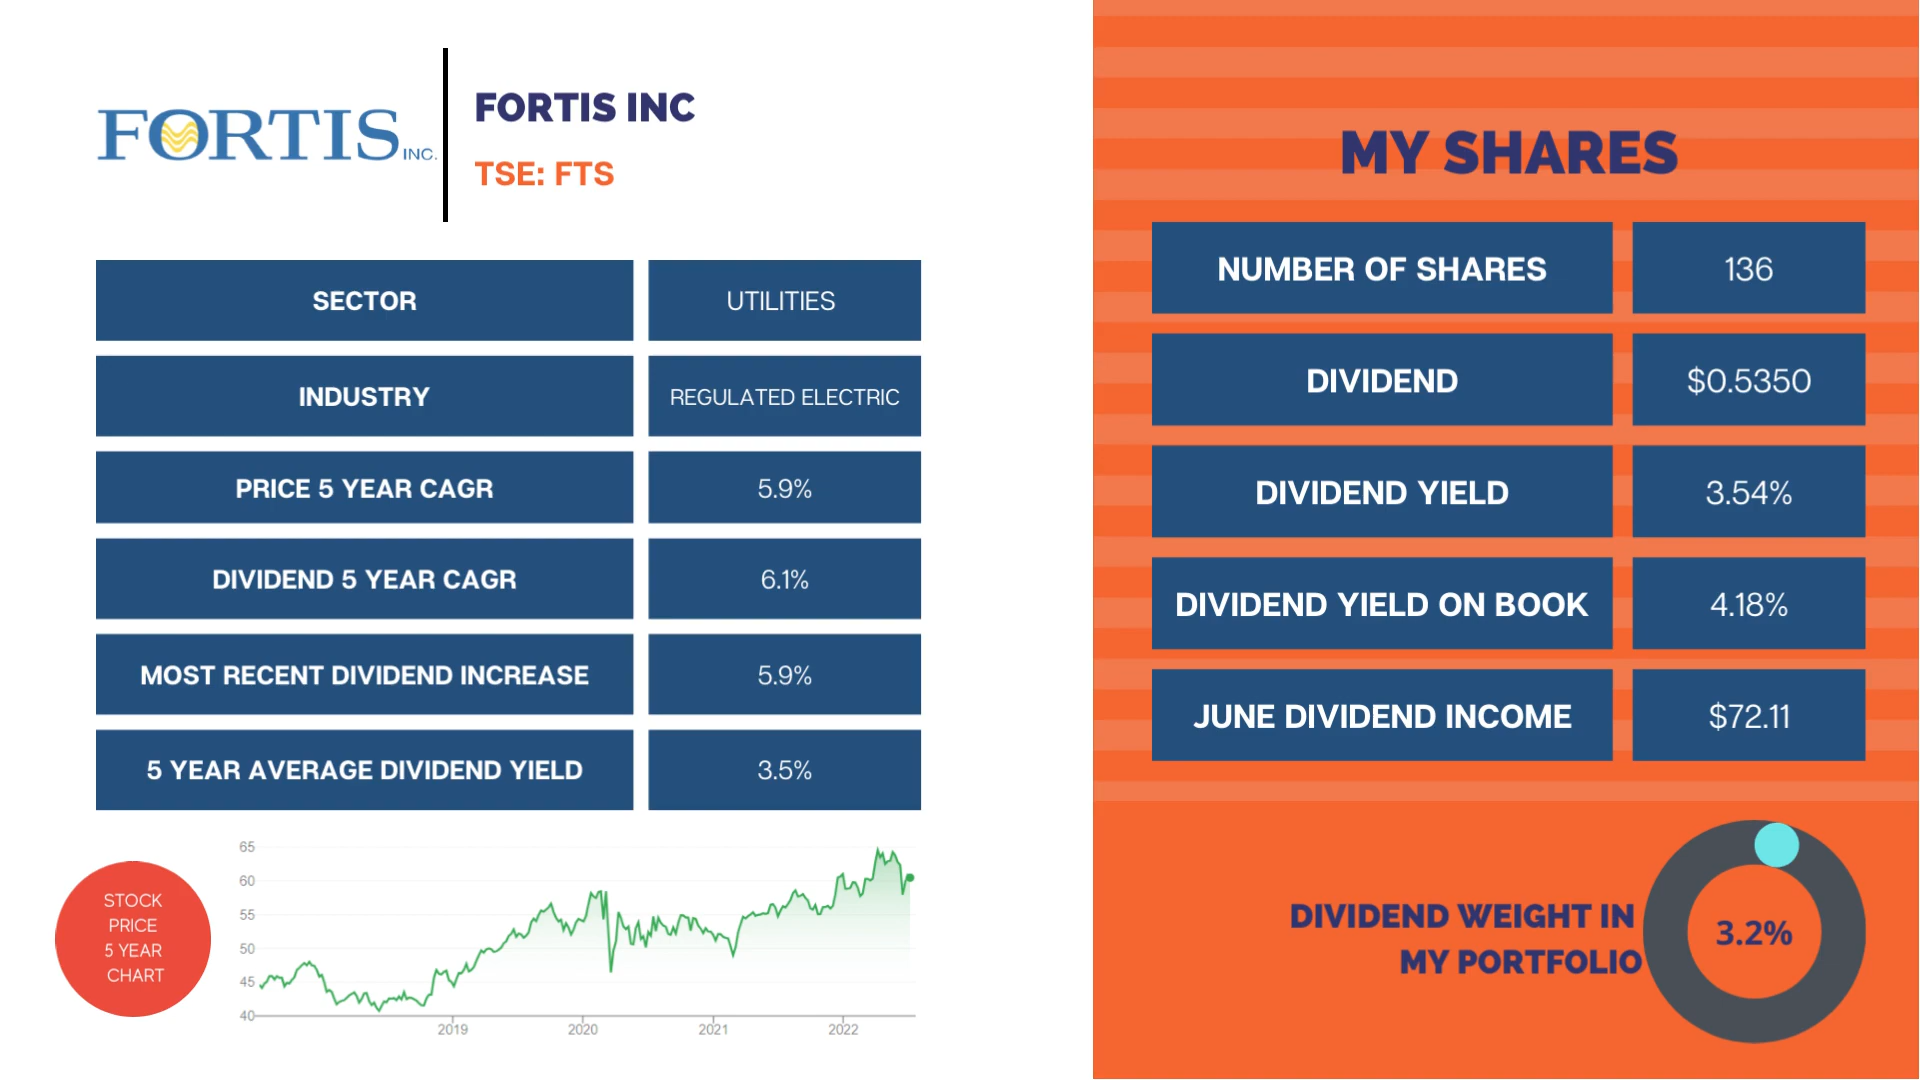 FORTIS INC.
FORTIS INC
TSE: FTS
SECTOR UTILITIES
INDUSTRY REGULATED ELECTRIC
PRICE 5 YEAR CAGR 5.9%
DIVIDEND 5 YEAR CAGR 6.1%
MOST RECENT DIVIDEND INCREASE 5.9%
5 YEAR AVERAGE DIVIDEND YIELD 3.5%
STOCK
PRICE
5 YEAR
CHART
65
60
55
50
45
40
2019 2020 2021 2022
MY SHARES
NUMBER OF SHARES 136
DIVIDEND $0.5350
DIVIDEND YIELD 3.54%
DIVIDEND YIELD ON BOOK 4.18%
JUNE DIVIDEND INCOME $72.11
DIVIDEND WEIGHT IN
MY PORTFOLIO
3.2%